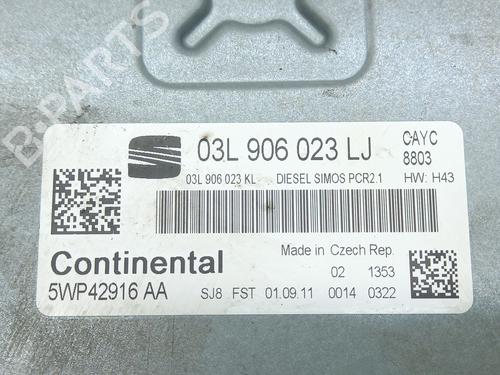 B-PARTS
03L 906 023 LJ
CAYC
8803
03L 906 023 KL DIESEL SIMOS PCR2.1 HW: H43
Continental
Made in Czech Rep.
02 1353
5WP42916 AA SJ8 FST 01.09.11 0014 0322